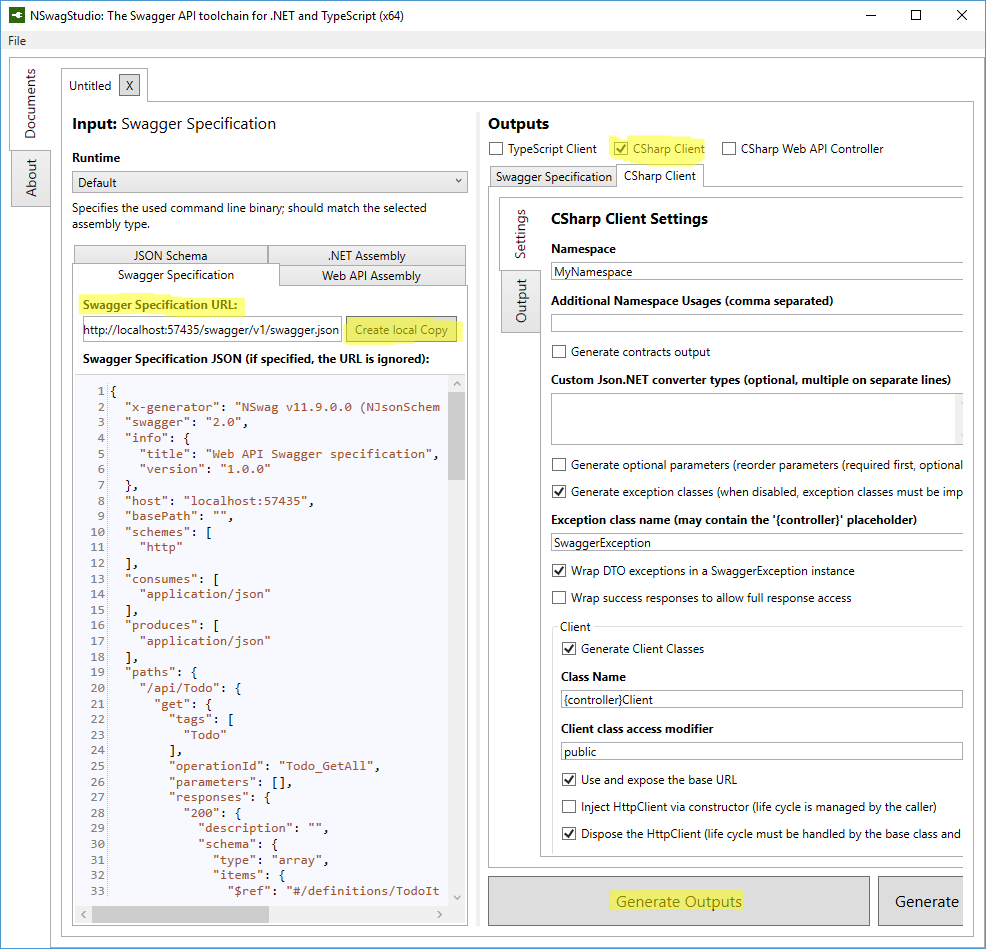 NSwagStudio: The Swagger API toolchain for .NET and TypeScript (x64)
File
Documents
About
Untitled
X
Input: Swagger Specification
Runtime
Default
Specifies the used command line binary; should match the selected
assembly type.
JSON Schema
.NET Assembly
Swagger Specification
Web API Assembly
Swagger Specification URL:
http://localhost:57435/swagger/v1/swagger.json
Create local Copy
Swagger Specification JSON (if specified, the URL is ignored):
1 {
2 "x-generator": "NSwag v11.9.0.0 (NJsonSchem
3 "swagger": "2.0",
4 "info": {
5 "title": "Web API Swagger specification",
6 "version": "1.0.0"
7 },
8 "host": "localhost:57435",
9 "basePath": "",
10 "schemes": [
11 "http"
12 ],
13 "consumes": [
14 "application/json"
15 ],
16 "produces": [
17 "application/json"
18 ],
19 "paths": {
20 "/api/Todo": {
21 "get": {
22 "tags": [
23 "Todo"
24 ],
25 "operationId": "Todo_GetAll",
26 "parameters": [],
27 "responses": {
28 "200": {
29 "description": "",
30 "schema": {
31 "type": "array",
32 "items": {
33 "$ref": "#/definitions/TodoIt
Outputs
TypeScript Client
CSharp Client
CSharp Web API Controller
Swagger Specification
CSharp Client
Settings
Output
CSharp Client Settings
Namespace
MyNamespace
Additional Namespace Usages (comma separated)
Generate contracts output
Custom Json.NET converter types (optional, multiple on separate lines)
Generate optional parameters (reorder parameters (required first, optional
Generate exception classes (when disabled, exception classes must be imp
Exception class name (may contain the '{controller}' placeholder)
SwaggerException
Wrap DTO exceptions in a SwaggerException instance
Wrap success responses to allow full response access
Client
Generate Client Classes
Class Name
{controller}Client
Client class access modifier
public
Use and expose the base URL
Inject HttpClient via constructor (life cycle is managed by the caller)
Dispose the HttpClient (life cycle must be handled by the base class and
Generate Outputs
Generate